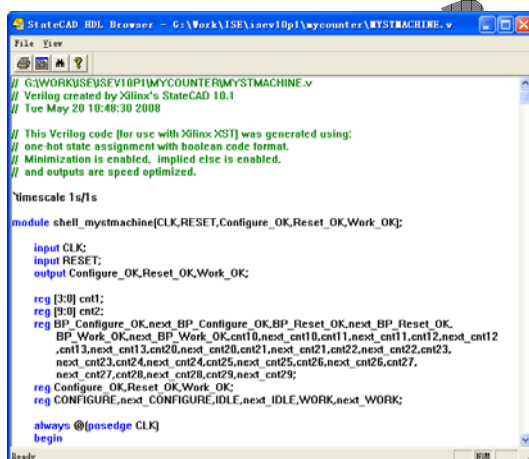 StateCAD HDL Browser - G:\Work\ISE\isev10p1\mycounter\MYSTMACHINE.v
File View
// G:\WORK\ISE\ISEV10P1\MYCOUNTER\MYSTMACHINE.v
// Verilog created by Xilinx's StateCAD 10.1
// Tue May 20 10:48:30 2008
// This Verilog code (for use with Xilinx XST) was generated using:
// one-hot state assignment with boolean code format.
// Minimization is enabled, implied else is enabled,
// and outputs are speed optimized.
`timescale 1s/1s
module shell_mystmachine(CLK,RESET,Configure_OK,Reset_OK,Work_OK);
input CLK;
input RESET;
output Configure_OK,Reset_OK,Work_OK;
reg [3:0] cnt1;
reg [9:0] cnt2;
reg BP_Configure_OK,next_BP_Configure_OK,BP_Reset_OK,next_BP_Reset_OK,
BP_Work_OK,next_BP_Work_OK,cnt10,next_cnt10,cnt11,next_cnt11,cnt12,next_cnt12
,cnt13,next_cnt13,cnt20,next_cnt20,cnt21,next_cnt21,cnt22,next_cnt22,cnt23,
next_cnt23,cnt24,next_cnt24,cnt25,next_cnt25,cnt26,next_cnt26,cnt27,
next_cnt27,cnt28,next_cnt28,cnt29,next_cnt29;
reg Configure_OK,Reset_OK,Work_OK;
reg CONFIGURE,next_CONFIGURE,IDLE,next_IDLE,WORK,next_WORK;
always @(posedge CLK)
begin
Ready NUM